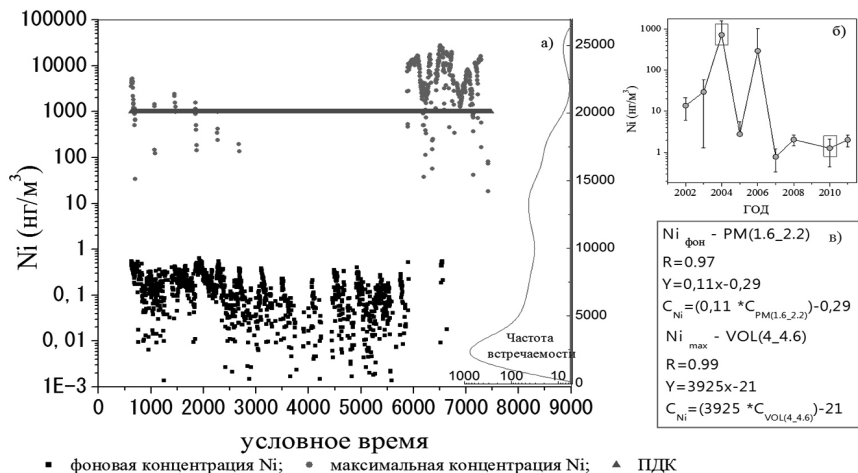 Ni (нг/м³)
100000
10000
1000
100
10
1
0,1
0, 01
1E−3
0 1000 2000 3000 4000 5000 6000 7000 8000 9000
условное время
а)
25000
20000
15000
10000
5000
0
Частота
встречаемости
1000 100 10
■ фоновая концентрация Ni; ● максимальная концентрация Ni; ▲ ПДК
б)
Ni (нг/м³)
1000
100
10
1
2002 2004 2006 2008 2010
ГОД
Ni фон - PM(1.6_2.2) в)
R=0.97
Y=0,11x-0,29
C_Ni=(0,11 *C_PM(1.6_2.2))-0,29
Ni max - VOL(4_4.6)
R=0.99
Y=3925x-21
C_Ni=(3925 *C_VOL(4_4.6))-21